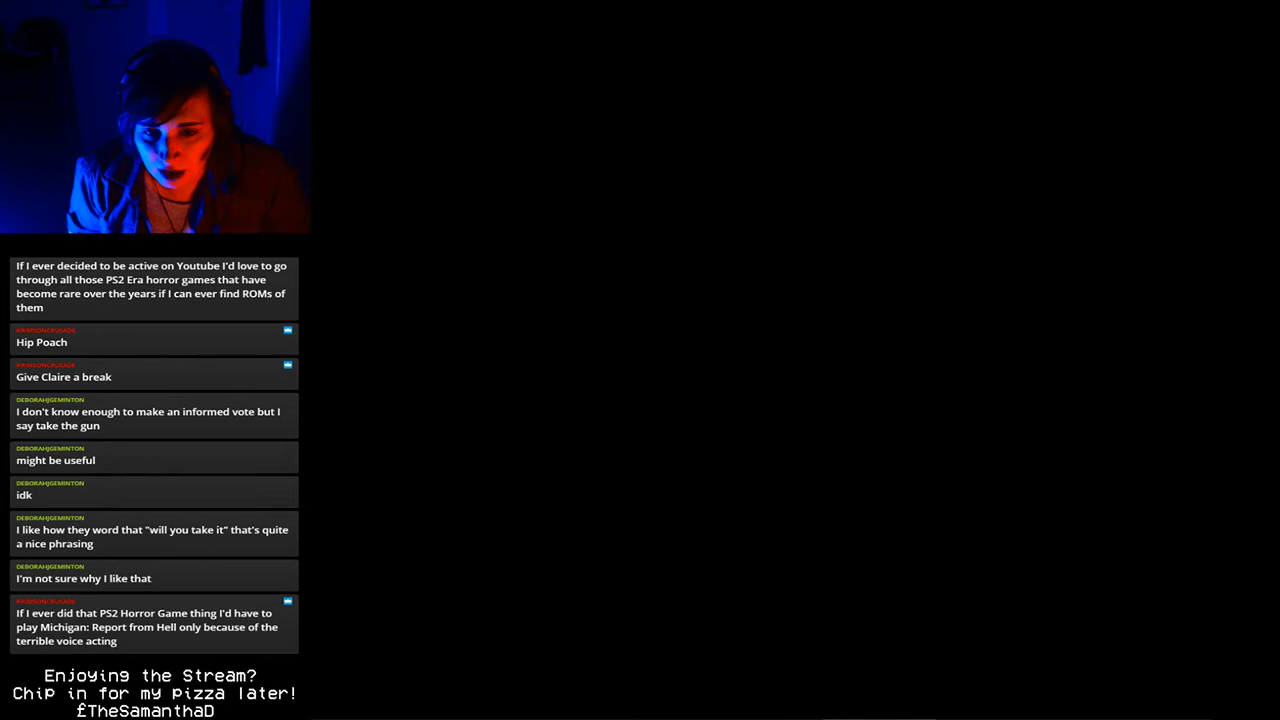 If I ever decided to be active on Youtube I'd love to go
through all those PS2 Era horror games that have
become rare over the years if I can ever find ROMs of
them
Hip Poach
Give Claire a break
DEBORAHJGEMINTON
I don't know enough to make an informed vote but I
say take the gun
DEBORAHJGEMINTON
might be useful
DEBORAHJGEMINTON
idk
DEBORAHJGEMINTON
I like how they word that "will you take it" that's quite
a nice phrasing
DEBORAHJGEMINTON
I'm not sure why I like that
If I ever did that PS2 Horror Game thing I'd have to
play Michigan: Report from Hell only because of the
terrible voice acting
Enjoying the Stream?
Chip in for my pizza later!
£TheSamanthaD